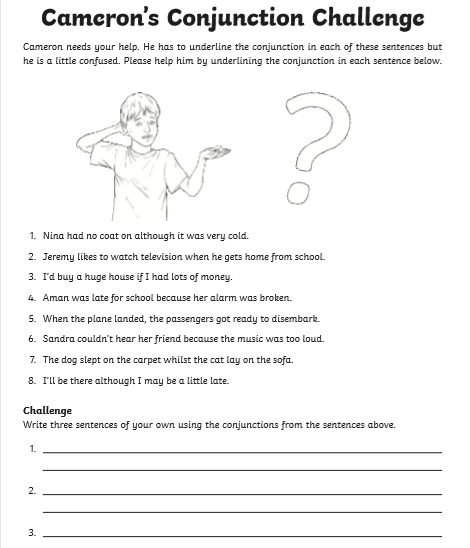 Cameron's Conjunction Challenge
Cameron needs your help. He has to underline the conjunction in each of these sentences but
he is a little confused. Please help him by underlining the conjunction in each sentence below.
1. Nina had no coat on although it was very cold.
2. Jeremy likes to watch television when he gets home from school.
3. I'd buy a huge house if I had lots of money.
4. Aman was late for school because her alarm was broken.
5. When the plane landed, the passengers got ready to disembark.
6. Sandra couldn't hear her friend because the music was too loud.
7. The dog slept on the carpet whilst the cat lay on the sofa.
8. I'll be there although I may be a little late.
Challenge
Write three sentences of your own using the conjunctions from the sentences above.
1.
2.
3.